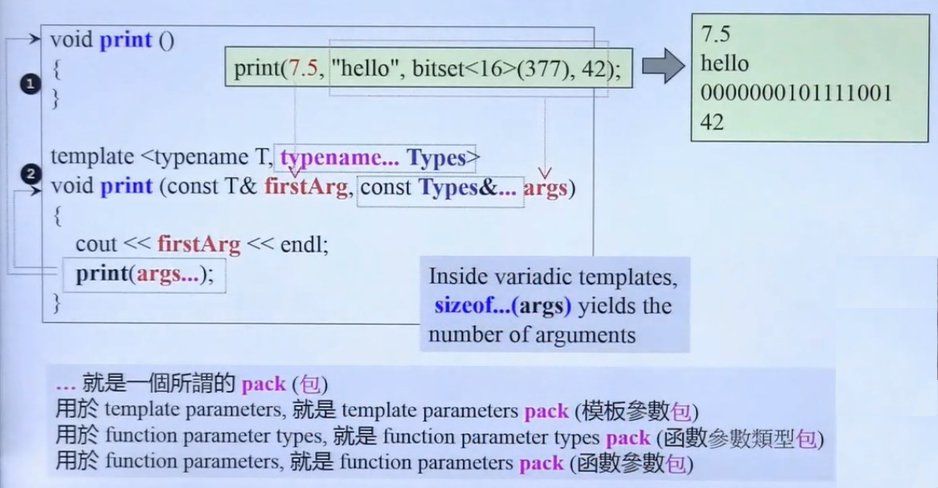 void print ()
{
}
❶
print(7.5, "hello", bitset<16>(377), 42);
7.5
hello
0000000101111001
42
❷
template <typename T, typename... Types>
void print (const T& firstArg, const Types&... args)
{
cout << firstArg << endl;
print(args...);
}
Inside variadic templates,
sizeof...(args) yields the
number of arguments
... 就是一個所謂的 pack (包)
用於 template parameters, 就是 template parameters pack (模板參數包)
用於 function parameter types, 就是 function parameter types pack (函數參數類型包)
用於 function parameters, 就是 function parameters pack (函數參數包)